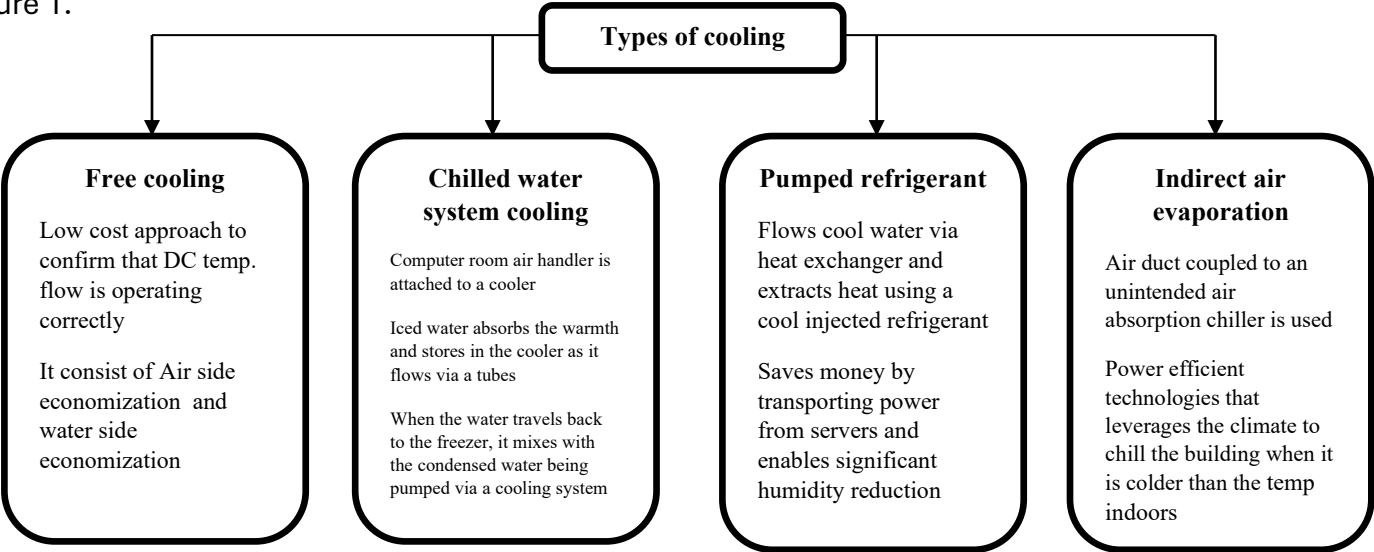 ure 1.
Types of cooling
Free cooling
Low cost approach to
confirm that DC temp.
flow is operating
correctly
It consist of Air side
economization and
water side
economization
Chilled water
system cooling
Computer room air handler is
attached to a cooler
Iced water absorbs the warmth
and stores in the cooler as it
flows via a tubes
When the water travels back
to the freezer, it mixes with
the condensed water being
pumped via a cooling system
Pumped refrigerant
Flows cool water via
heat exchanger and
extracts heat using a
cool injected refrigerant
Saves money by
transporting power
from servers and
enables significant
humidity reduction
Indirect air
evaporation
Air duct coupled to an
unintended air
absorption chiller is used
Power efficient
technologies that
leverages the climate to
chill the building when it
is colder than the temp
indoors